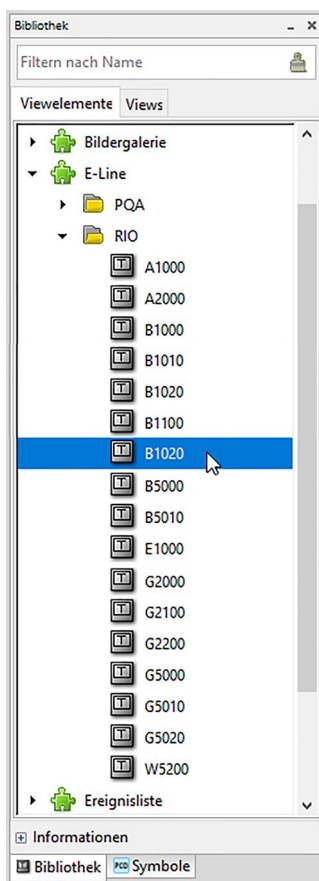 Bibliothek
Filtern nach Name
Viewelemente Views
Bildergalerie
E-Line
PQA
RIO
A1000
A2000
B1000
B1010
B1020
B1100
B1020
B5000
B5010
E1000
G2000
G2100
G2200
G5000
G5010
G5020
W5200
Ereignisliste
Informationen
Bibliothek PCD Symbole